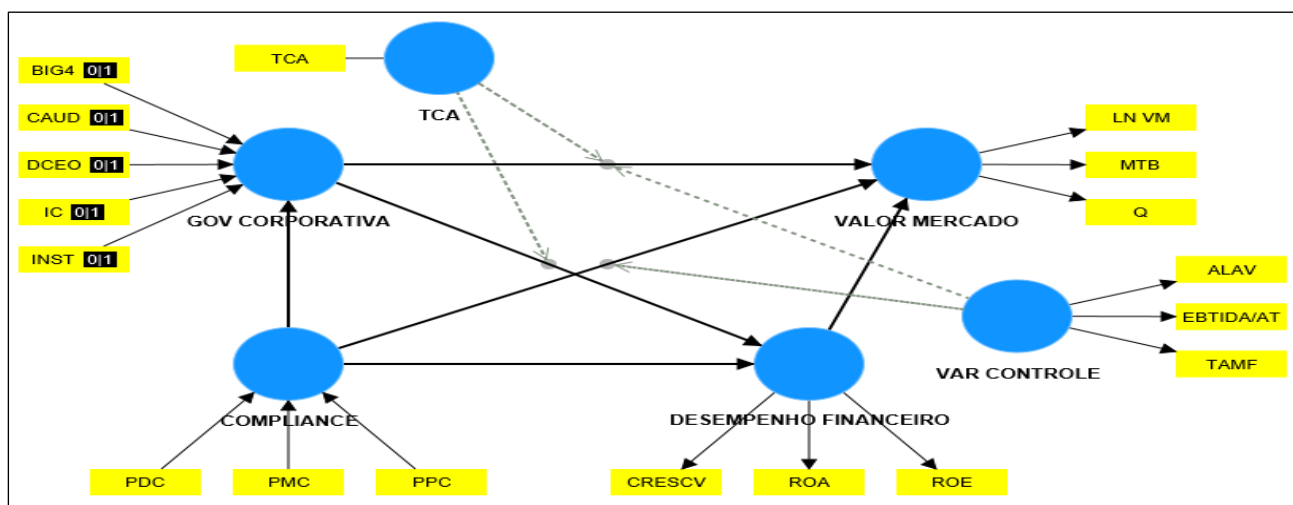 TCA
TCA
BIG4 0|1
CAUD 0|1
DCEO 0|1
IC 0|1
INST 0|1
GOV CORPORATIVA
LN VM
MTB
Q
VALOR MERCADO
ALAV
EBTIDA/AT
TAMF
VAR CONTROLE
COMPLIANCE
PDC
PMC
PPC
DESEMPENHO FINANCEIRO
CRESCV
ROA
ROE